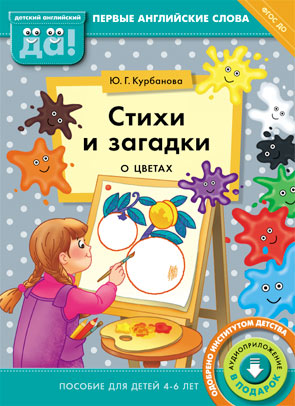 детский английский
ДА!
ПЕРВЫЕ АНГЛИЙСКИЕ СЛОВА
ФГОС ДО
Ю. Г. Курбанова
Стихи и загадки
О ЦВЕТАХ
ОДОБРЕНО ИНСТИТУТОМ ДЕТСТВА
АУДИОПРИЛОЖЕНИЕ
В ПОДАРОК
ПОСОБИЕ ДЛЯ ДЕТЕЙ 4-6 ЛЕТ